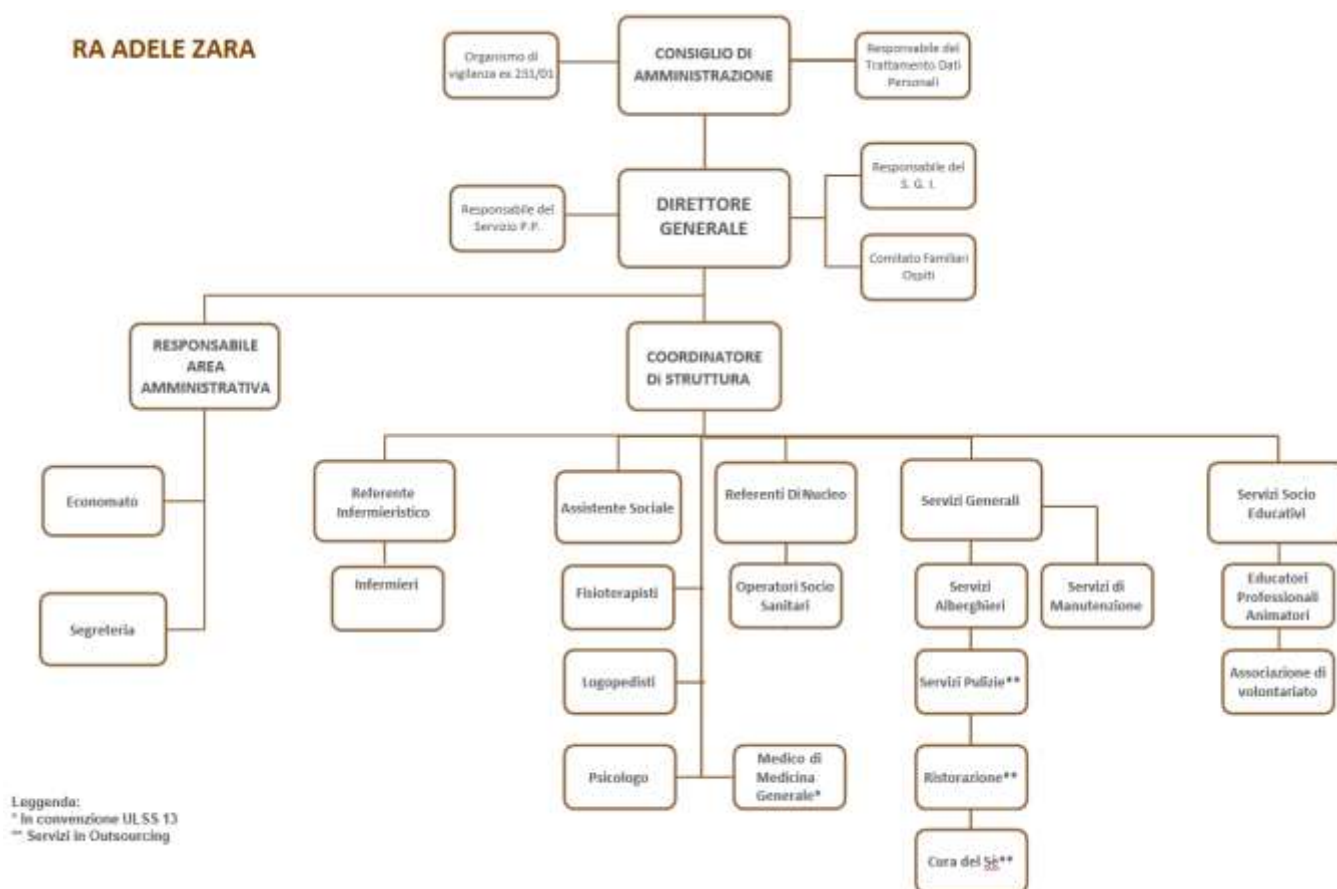 RA ADELE ZARA
Organismo di
vigilanza ex 231/01
CONSIGLIO DI
AMMINISTRAZIONE
Responsabile del
Trattamento Dati
Personali
Responsabile del
Servizio P.P.
DIRETTORE
GENERALE
Responsabile del
S. G. I.
Comitato Familiari
Ospiti
RESPONSABILE
AREA
AMMINISTRATIVA
COORDINATORE
Di STRUTTURA
Economato
Segreteria
Referente
Infermieristico
Infermieri
Assistente Sociale
Fisioterapisti
Logopedisti
Psicologo
Referenti Di Nucleo
Operatori Socio
Sanitari
Medico di
Medicina
Generale*
Servizi Generali
Servizi
Alberghieri
Servizi di
Manutenzione
Servizi Pulizie**
Ristorazione**
Cura del Sè**
Servizi Socio
Educativi
Educatori
Professionali
Animatori
Associazione di
volontariato
Leggenda:
* In convenzione ULSS 13
** Servizi in Outsourcing